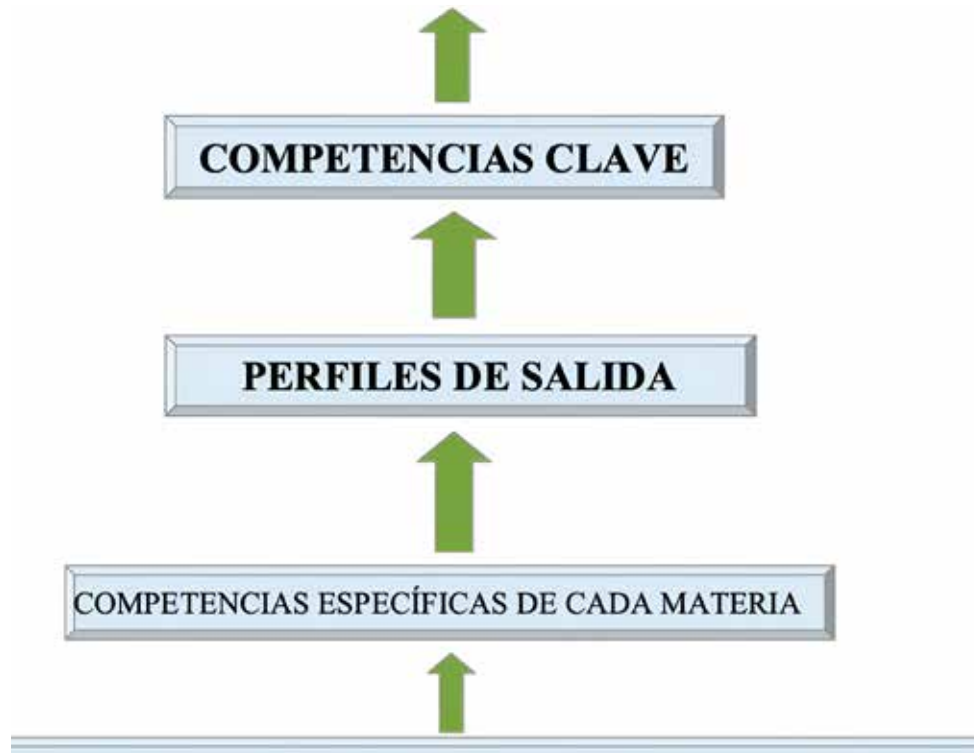 COMPETENCIAS CLAVE
PERFILES DE SALIDA
COMPETENCIAS ESPECÍFICAS DE CADA MATERIA